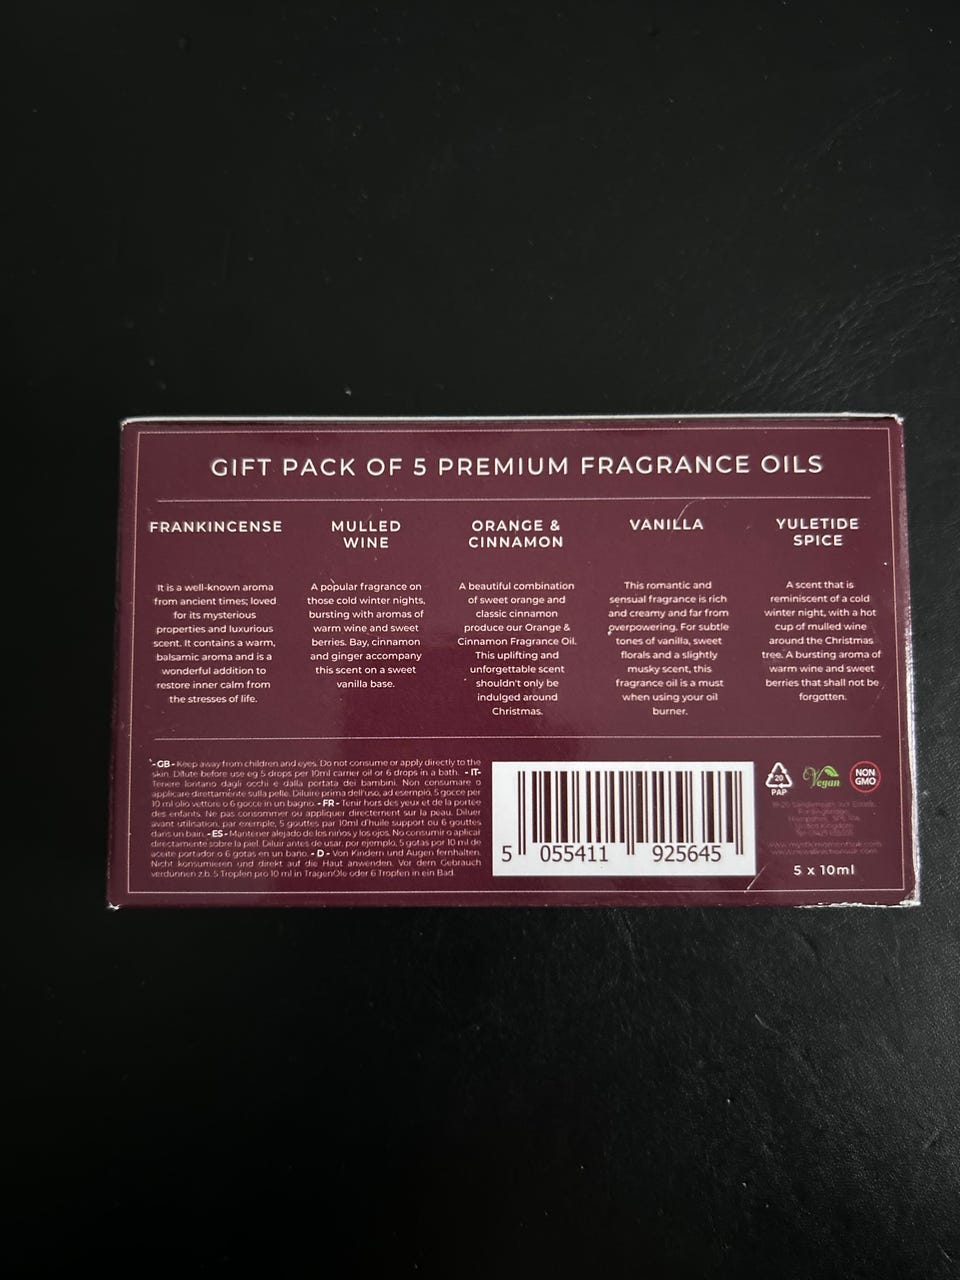 GIFT PACK OF 5 PREMIUM FRAGRANCE OILS
FRANKINCENSE
It is a well-known aroma
from ancient times; loved
for its mysterious
properties and luxurious
scent. It contains a warm,
balsamic aroma and is a
wonderful addition to
restore inner calm from
the stresses of life.
MULLED
WINE
A popular fragrance on
those cold winter nights,
bursting with aromas of
warm wine and sweet
berries. Bay, cinnamon
and ginger accompany
this scent on a sweet
vanilla base.
ORANGE &
CINNAMON
A beautiful combination
of sweet orange and
classic cinnamon
produce our Orange &
Cinnamon Fragrance Oil.
This uplifting and
unforgettable scent
shouldn't only be
indulged around
Christmas.
VANILLA
This romantic and
sensual fragrance is rich
and creamy and far from
overpowering. For subtle
tones of vanilla, sweet
florals and a slightly
musky scent, this
fragrance oil is a must
when using your oil
burner.
YULETIDE
SPICE
A scent that is
reminiscent of a cold
winter night, with a hot
cup of mulled wine
around the Christmas
tree. A bursting aroma of
warm wine and sweet
berries that shall not be
forgotten.
-GB- Keep away from children and eyes. Do not consume or apply directly to the
skin. Dilute before use eg 5 drops per 10ml carrier oil or 6 drops in a bath. -IT-
Tenere lontano dagli occhi e dalla portata dei bambini. Non consumare o
applicare direttamente sulla pelle. Diluire prima dell'uso, ad esempio, 5 gocce per
10 ml olio vettore o 6 gocce in un bagno. -FR- Tenir hors des yeux et de la portée
des enfants. Ne pas consommer ou appliquer directement sur la peau. Diluer
avant utilisation, par exemple, 5 gouttes par 10ml d'huile support ou 6 gouttes
dans un bain. -ES- Mantener alejado de los niños y los ojos. No consumir o aplicar
directamente sobre la piel. Diluir antes de usar, por ejemplo, 5 gotas por 10 ml de
aceite portador o 6 gotas en un baño. -D- Von Kindern und Augen fernhalten.
Nicht konsumieren und direkt auf die Haut anwenden. Vor dem Gebrauch
verdünnen z.b. 5 Tropfen pro 10 ml in TragenÖle oder 6 Tropfen in ein Bad.
5 055411 925645
20
PAP
Vegan
NON
GMO
Fordingbridge
Hampshire, SP6
United Kingdom
5 x 10ml